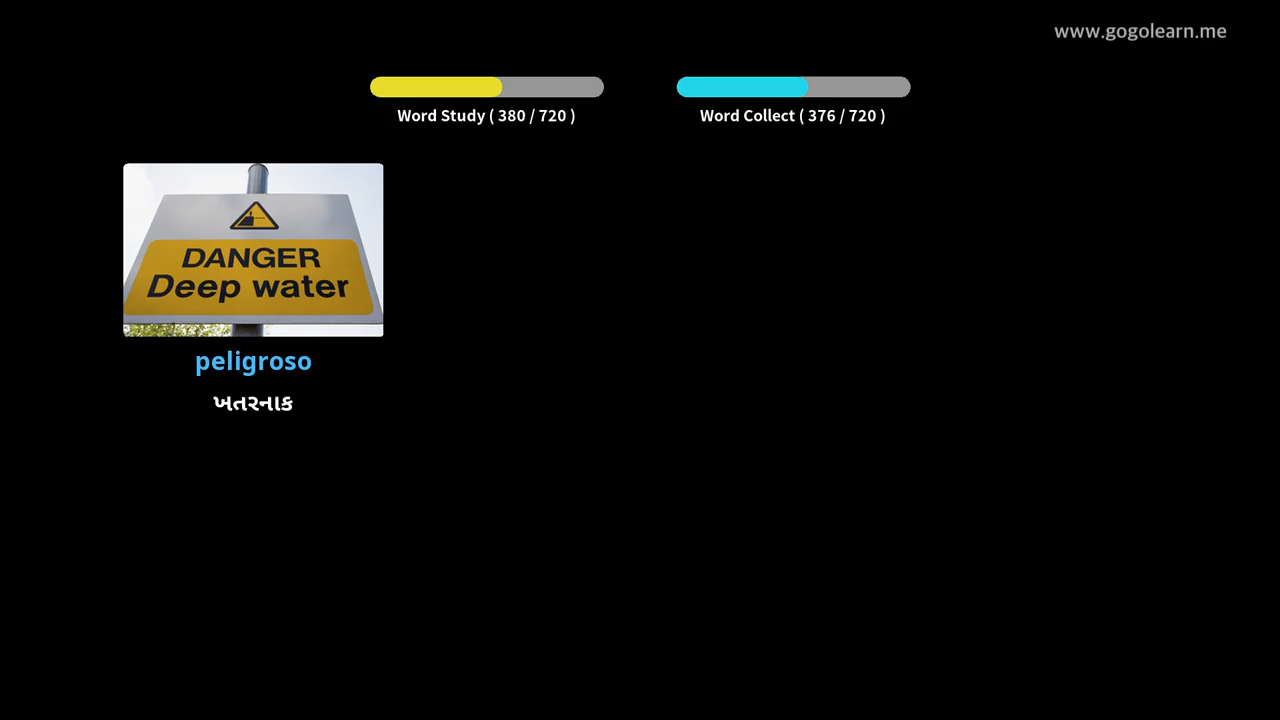 www.gogolearn.me
Word Study ( 380 / 720 )
Word Collect ( 376 / 720 )
DANGER
Deep water
peligroso
ખતરનાક